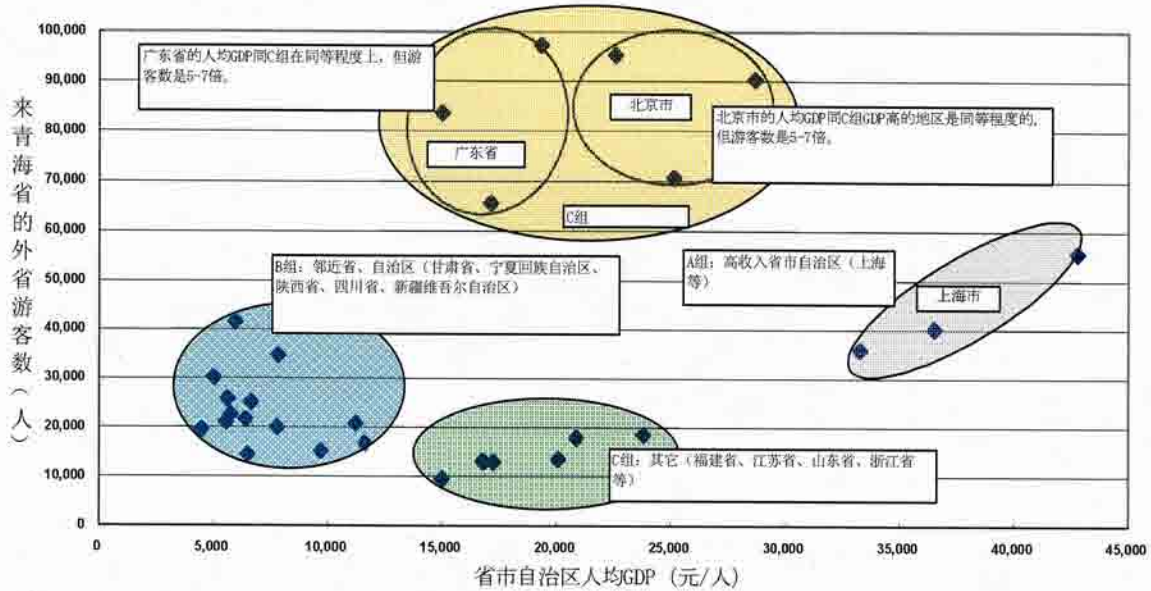 100,000
90,000
80,000
70,000
60,000
50,000
40,000
30,000
20,000
10,000
0
来青海省的外省游客数（人）
广东省的人均GDP同C组在同等程度上，但游
客数是5-7倍。
北京市
北京市的人均GDP同C组GDP高的地区是同等程度的，
但游客数是5-7倍。
广东省
C组
B组：邻近省、自治区（甘肃省、宁夏回族自治区、
陕西省、四川省、新疆维吾尔自治区）
A组：高收入省市自治区（上海
等）
上海市
C组：其它（福建省、江苏省、山东省、浙江省
等）
0
5,000
10,000
15,000
20,000
25,000
30,000
35,000
40,000
45,000
省市自治区人均GDP（元/人）